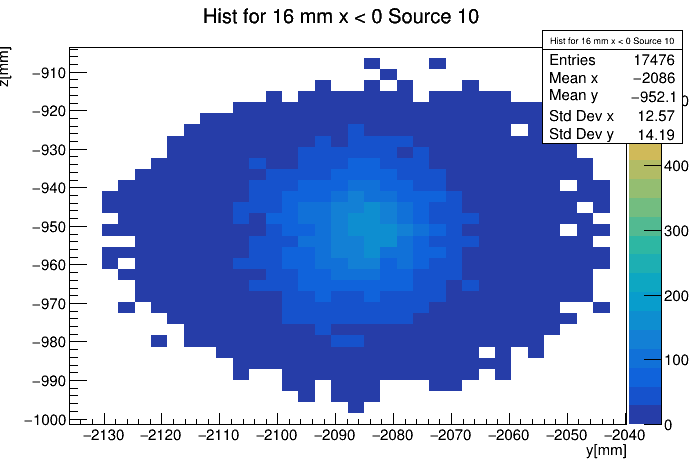 Hist for 16 mm x < 0 Source 10
z[mm]
Hist for 16 mm x < 0 Source 10
Entries 17476
Mean x −2086
Mean y −952.1
Std Dev x 12.57
Std Dev y 14.19
−910
−920
−930
−940
−950
−960
−970
−980
−990
−1000
400
300
200
100
0
−2130 −2120 −2110 −2100 −2090 −2080 −2070 −2060 −2050 −2040
y[mm]